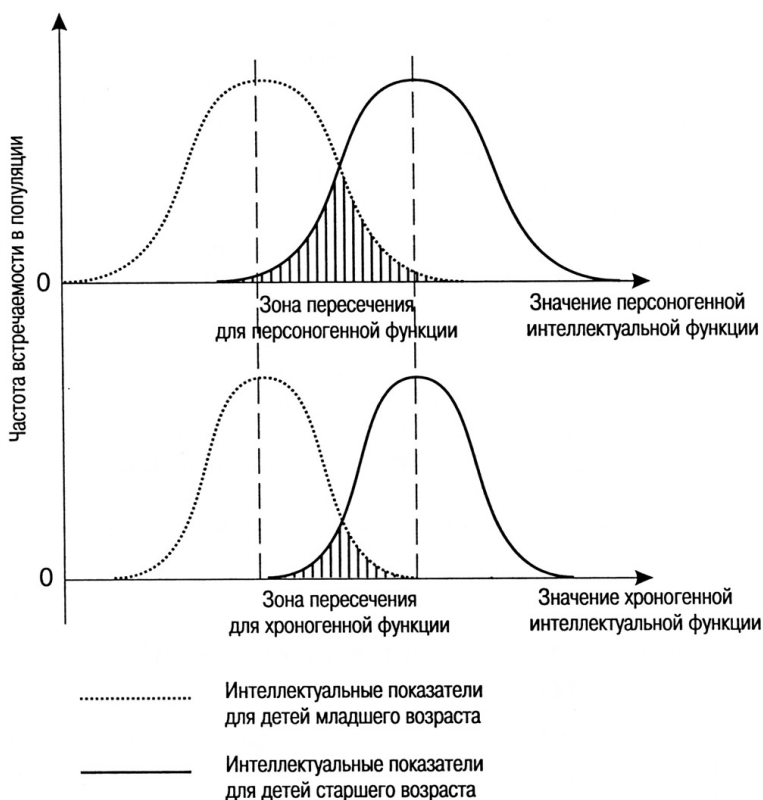 Частота встречаемости в популяции
0
Зона пересечения
для персоногенной функции
Значение персоногенной
интеллектуальной функции
0
Зона пересечения
для хроногенной функции
Значение хроногенной
интеллектуальной функции
Интеллектуальные показатели
для детей младшего возраста
Интеллектуальные показатели
для детей старшего возраста